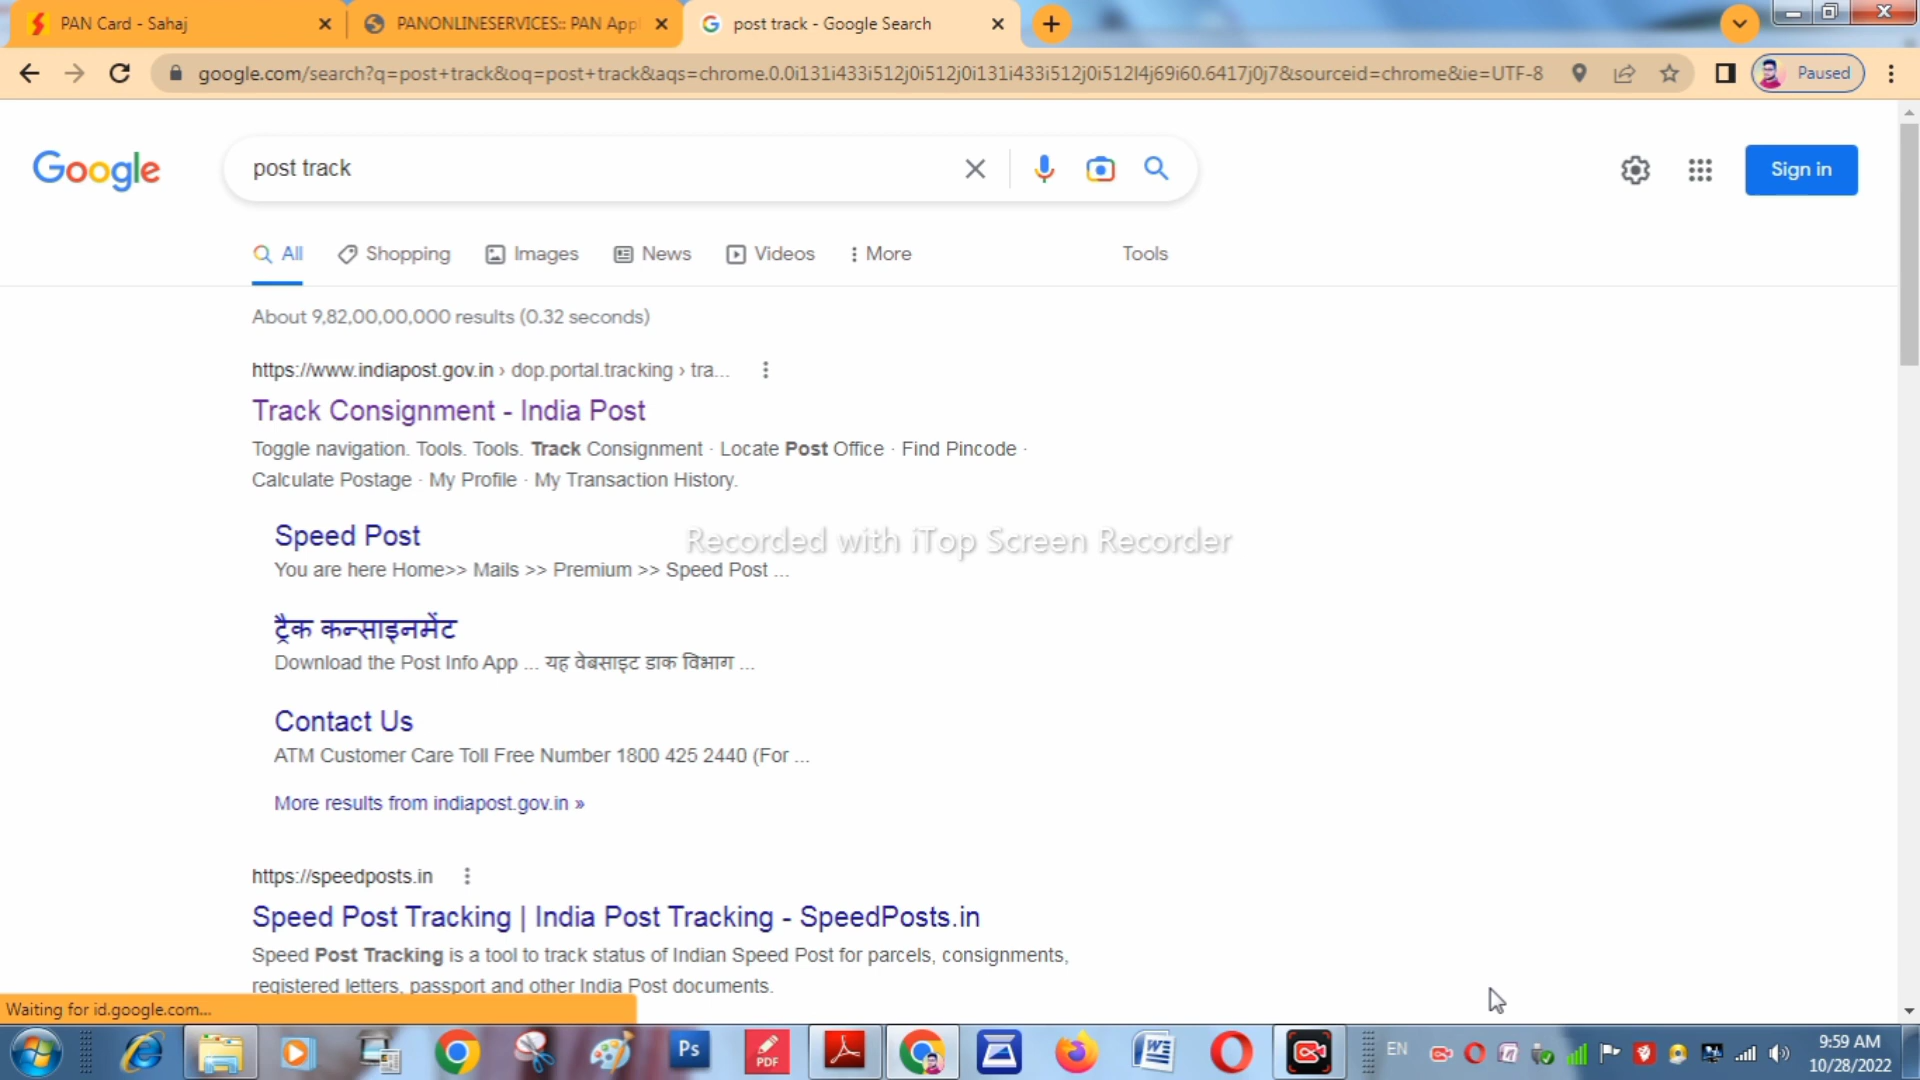 PAN Card - Sahaj
PANONLINESERVICES:: PAN Appl
post track - Google Search
google.com/search?q=post+track&oq=post+track&aqs=chrome.0.0i131i433i512j0i512j0i131i433i512j0i512l4j69i60.6417j0j7&sourceid=chrome&ie=UTF-8
Paused
Google
post track
Sign in
All
Shopping
Images
News
Videos
More
Tools
About 9,82,00,00,000 results (0.32 seconds)
https://www.indiapost.gov.in › dop.portal.tracking › tra...
Track Consignment - India Post
Toggle navigation. Tools. Tools. Track Consignment · Locate Post Office · Find Pincode ·
Calculate Postage · My Profile · My Transaction History.
Speed Post
You are here Home>> Mails >> Premium >> Speed Post ...
Recorded with iTop Screen Recorder
ट्रैक कन्साइनमेंट
Download the Post Info App ... यह वेबसाइट डाक विभाग ...
Contact Us
ATM Customer Care Toll Free Number 1800 425 2440 (For ...
More results from indiapost.gov.in »
https://speedposts.in
Speed Post Tracking | India Post Tracking - SpeedPosts.in
Speed Post Tracking is a tool to track status of Indian Speed Post for parcels, consignments,
registered letters, passport and other India Post documents.
Waiting for id.google.com...
Ps
PDF
EN
9:59 AM
10/28/2022